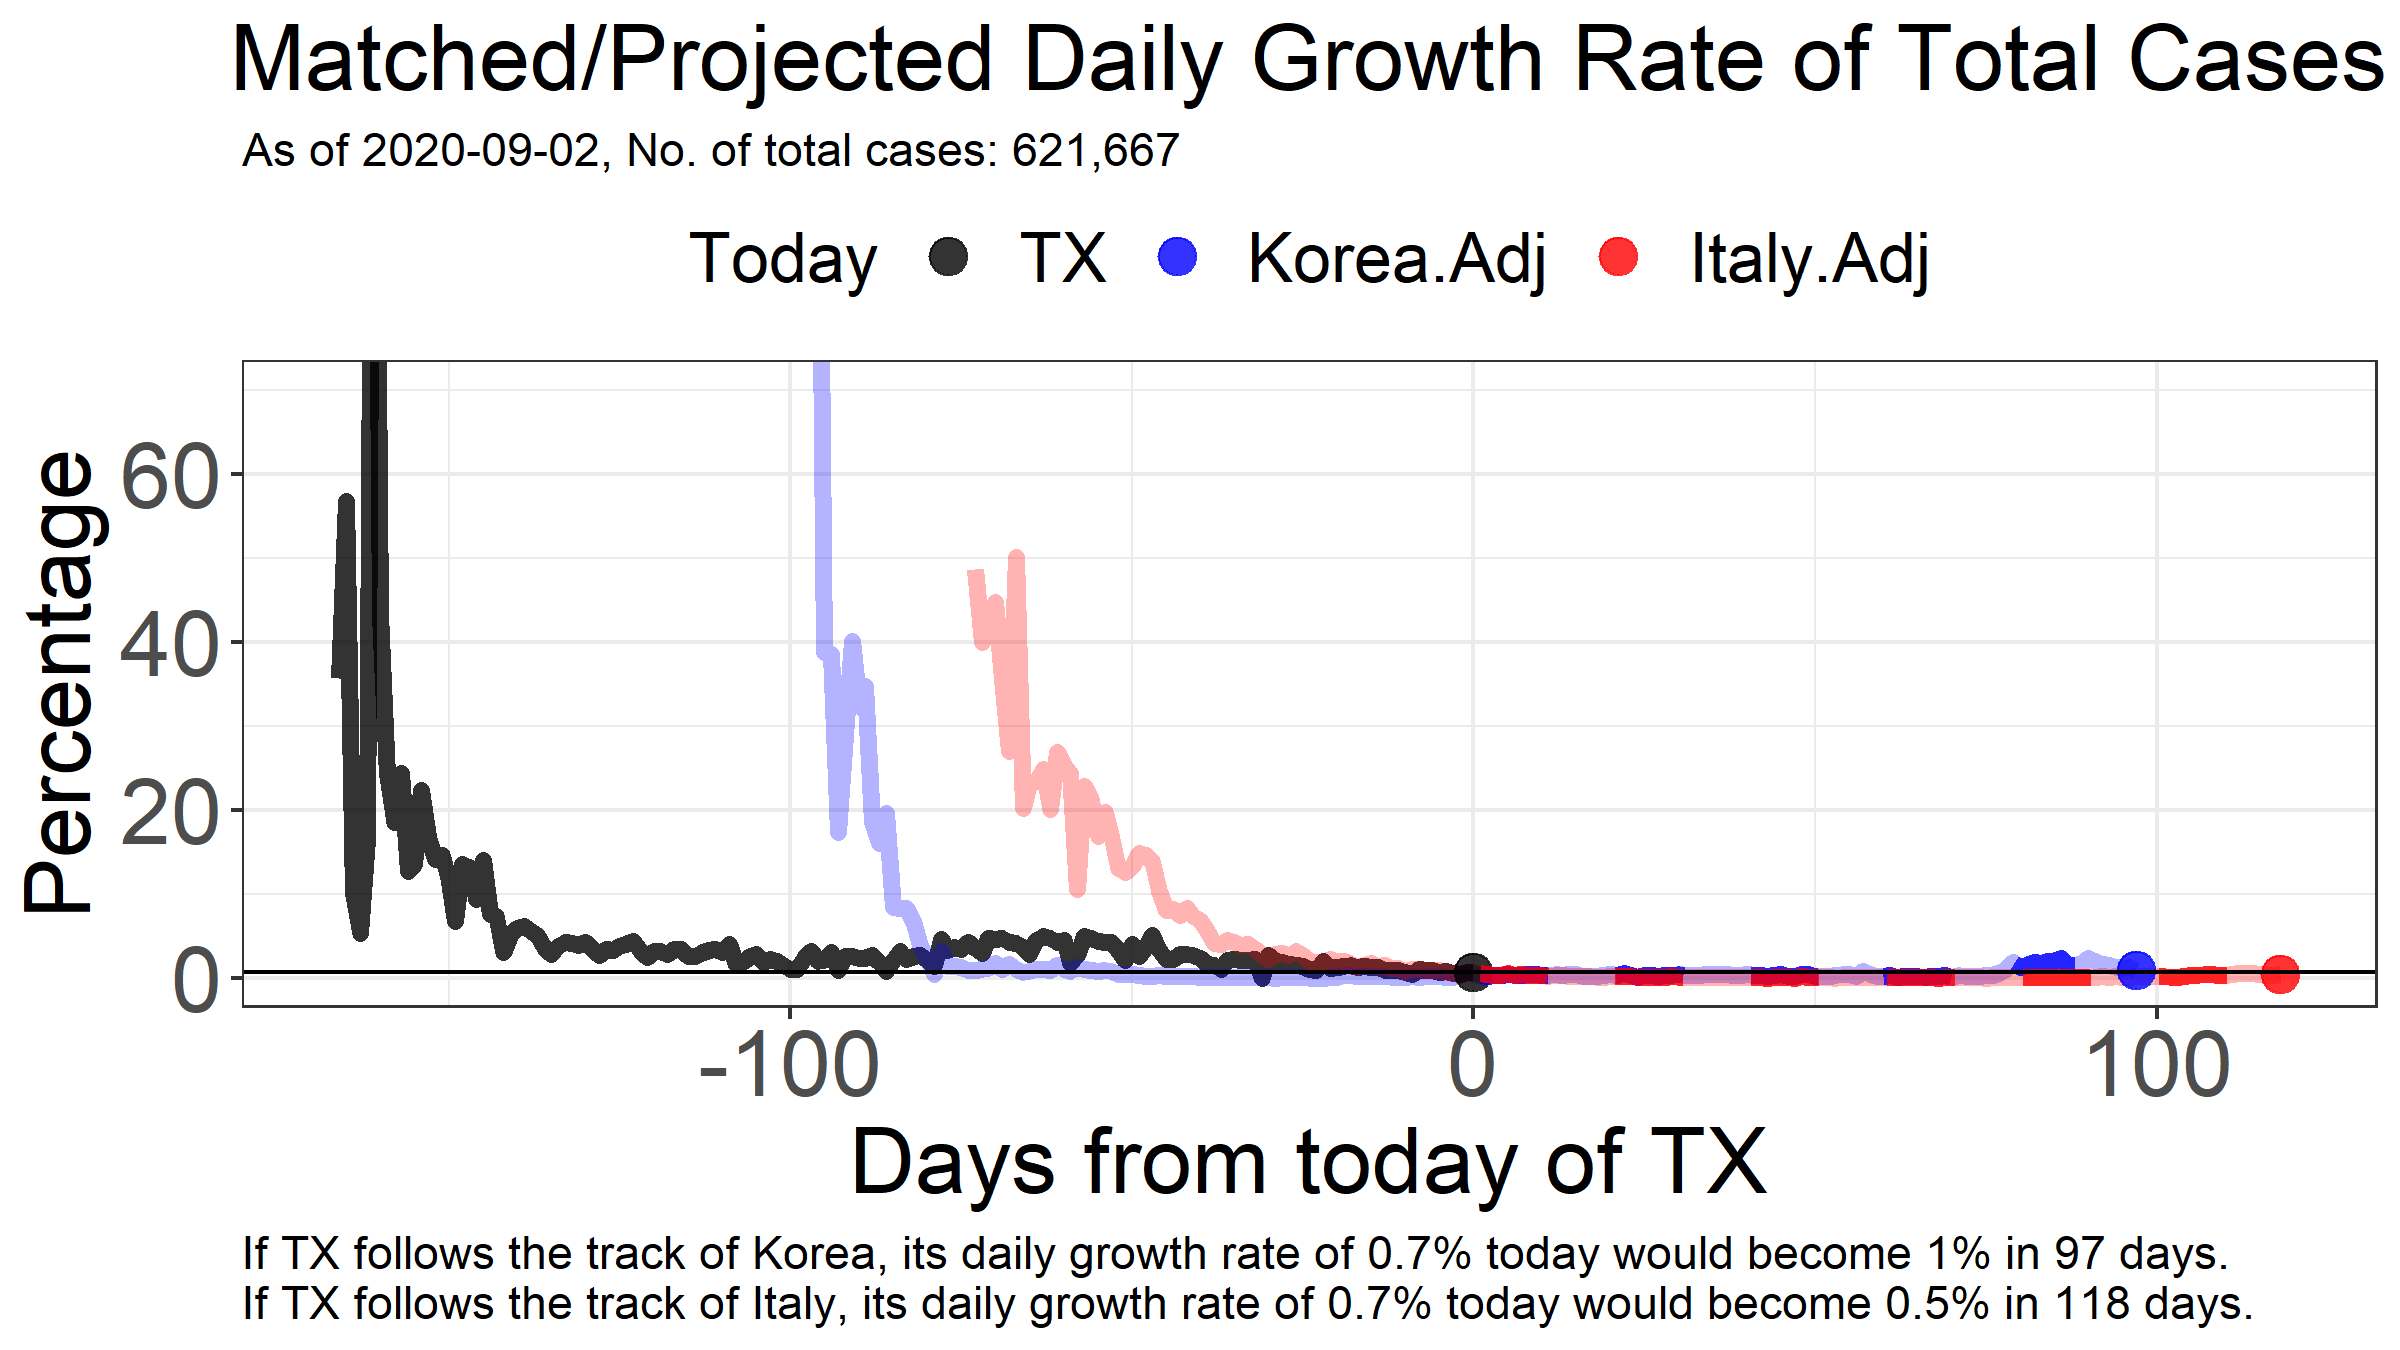 Matched/Projected Daily Growth Rate of Total Cases
As of 2020-09-02, No. of total cases: 621,667
Today TX Korea.Adj Italy.Adj
Percentage
60
40
20
0
-100 0 100
Days from today of TX
If TX follows the track of Korea, its daily growth rate of 0.7% today would become 1% in 97 days.
If TX follows the track of Italy, its daily growth rate of 0.7% today would become 0.5% in 118 days.